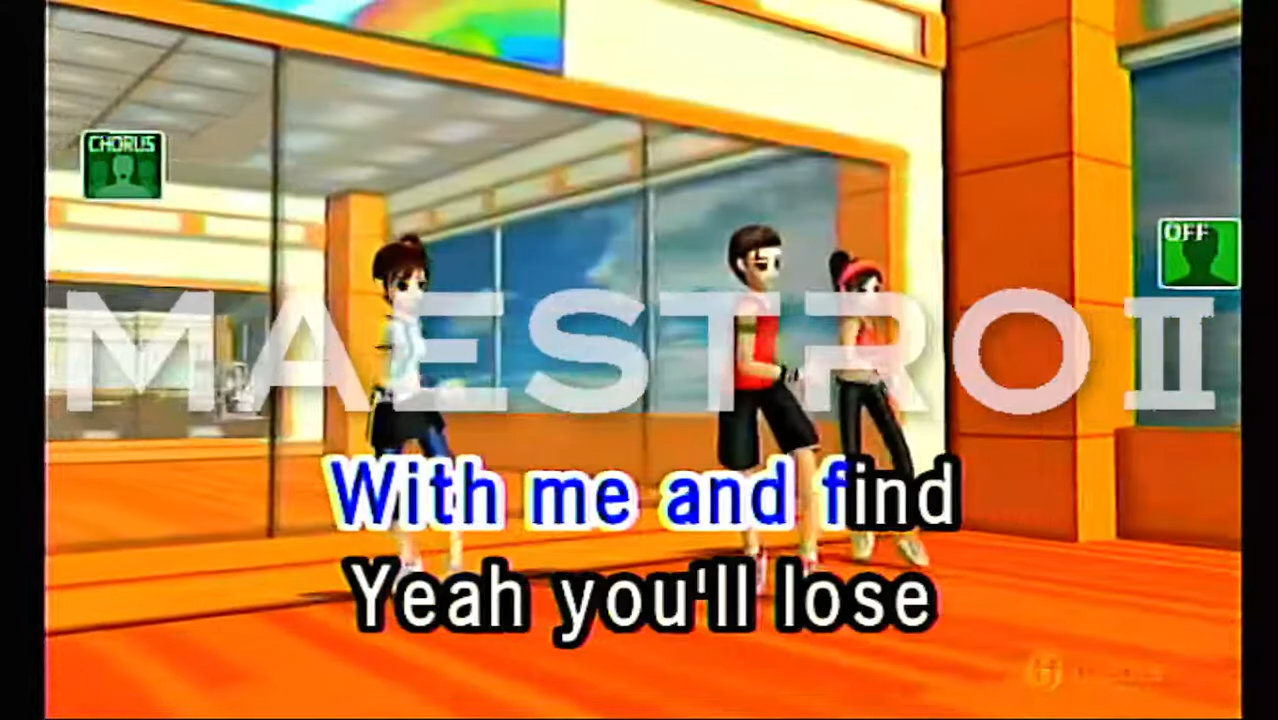 CHORUS
OFF
MAESTRO II
With me and find
Yeah you'll lose